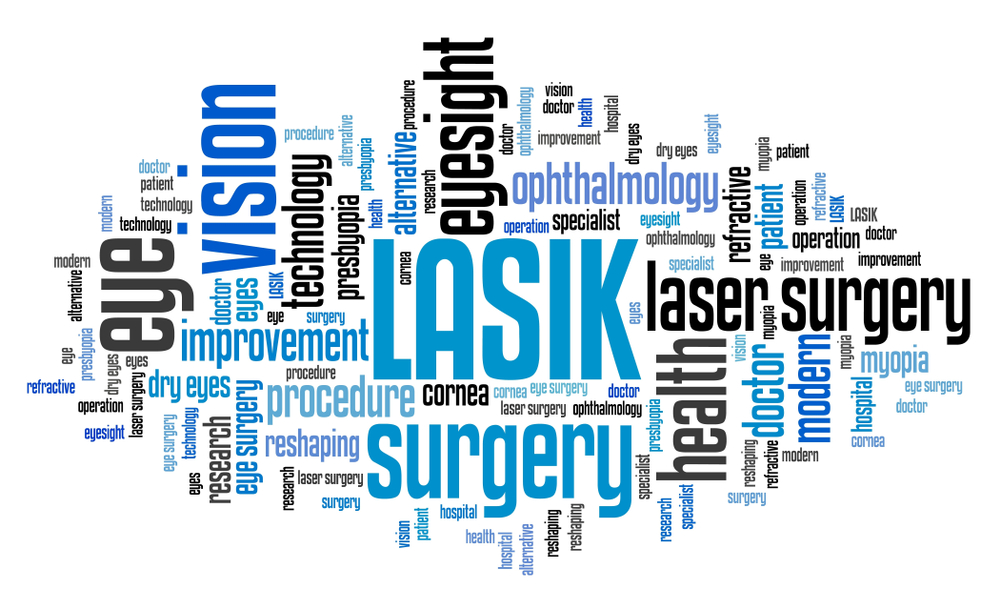 eyesight
vision
procedure
vision
doctor
health
hospital
ophthalmology
doctor
improvement
procedure
alternative
presbyopia
alternative
research
health
dry eyes
dry eyes
eyesight
myopia
patient
doctor
patient
technology
modern
technology
technology
presbyopia
ophthalmology
operation
specialist
eyesight
ophthalmology
specialist
refractive
patient
operation
refractive
LASIK
LASIK
operation
doctor
eye
improvement
improvement
eye
modern
alternative
doctor
eyes
LASIK
eye
surgery
cornea
LASIK
eyes
laser surgery
myopia
improvement
procedure
eye
presbyopia
dry eyes
eyes
laser surgery
refractive
operation
eyesight
dry eyes
procedure
cornea
cornea
eye surgery
doctor
laser surgery
ophthalmology
presbyopia
health
vision
doctor
modern
myopia
myopia
hospital
eye surgery
doctor
cornea
eye surgery
technology
eyes
research
eye surgery
reshaping
research
laser surgery
surgery
surgery
specialist
research
specialist
reshaping
refractive
modern
surgery
vision
patient
hospital
health
hospital
alternative
reshaping
reshaping